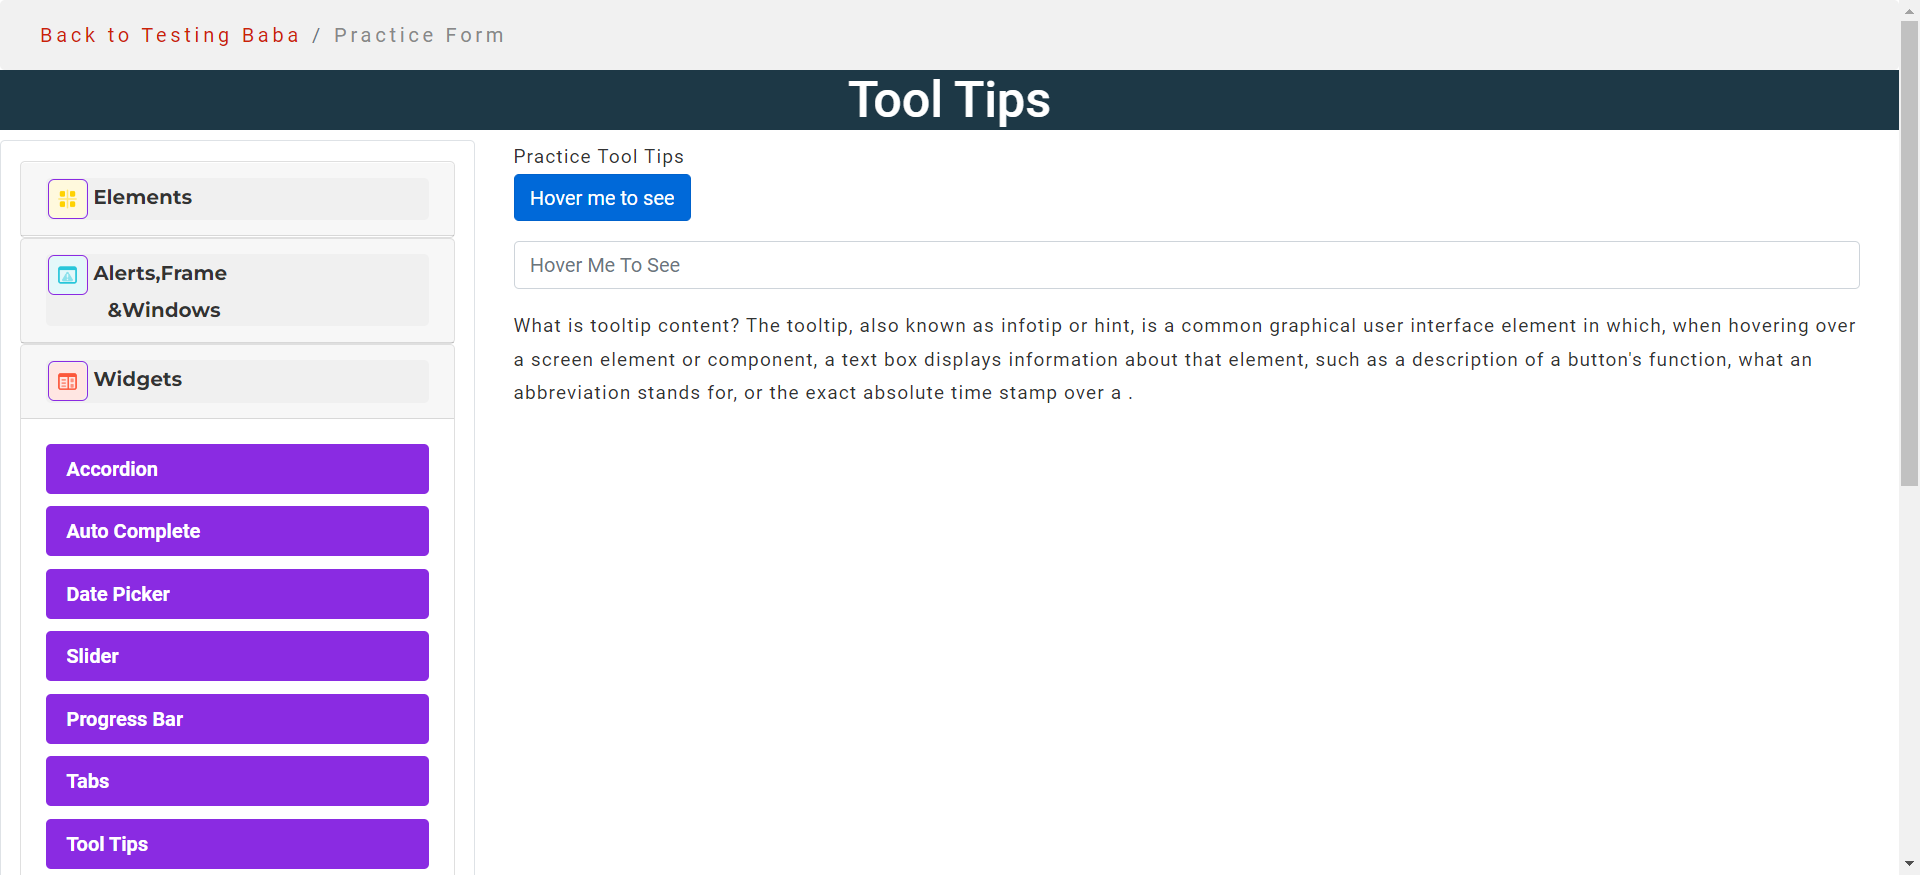 Back to Testing Baba / Practice Form
Tool Tips
Elements
Alerts,Frame
&Windows
Widgets
Accordion
Auto Complete
Date Picker
Slider
Progress Bar
Tabs
Tool Tips
Practice Tool Tips
Hover me to see
Hover Me To See
What is tooltip content? The tooltip, also known as infotip or hint, is a common graphical user interface element in which, when hovering over
a screen element or component, a text box displays information about that element, such as a description of a button's function, what an
abbreviation stands for, or the exact absolute time stamp over a .